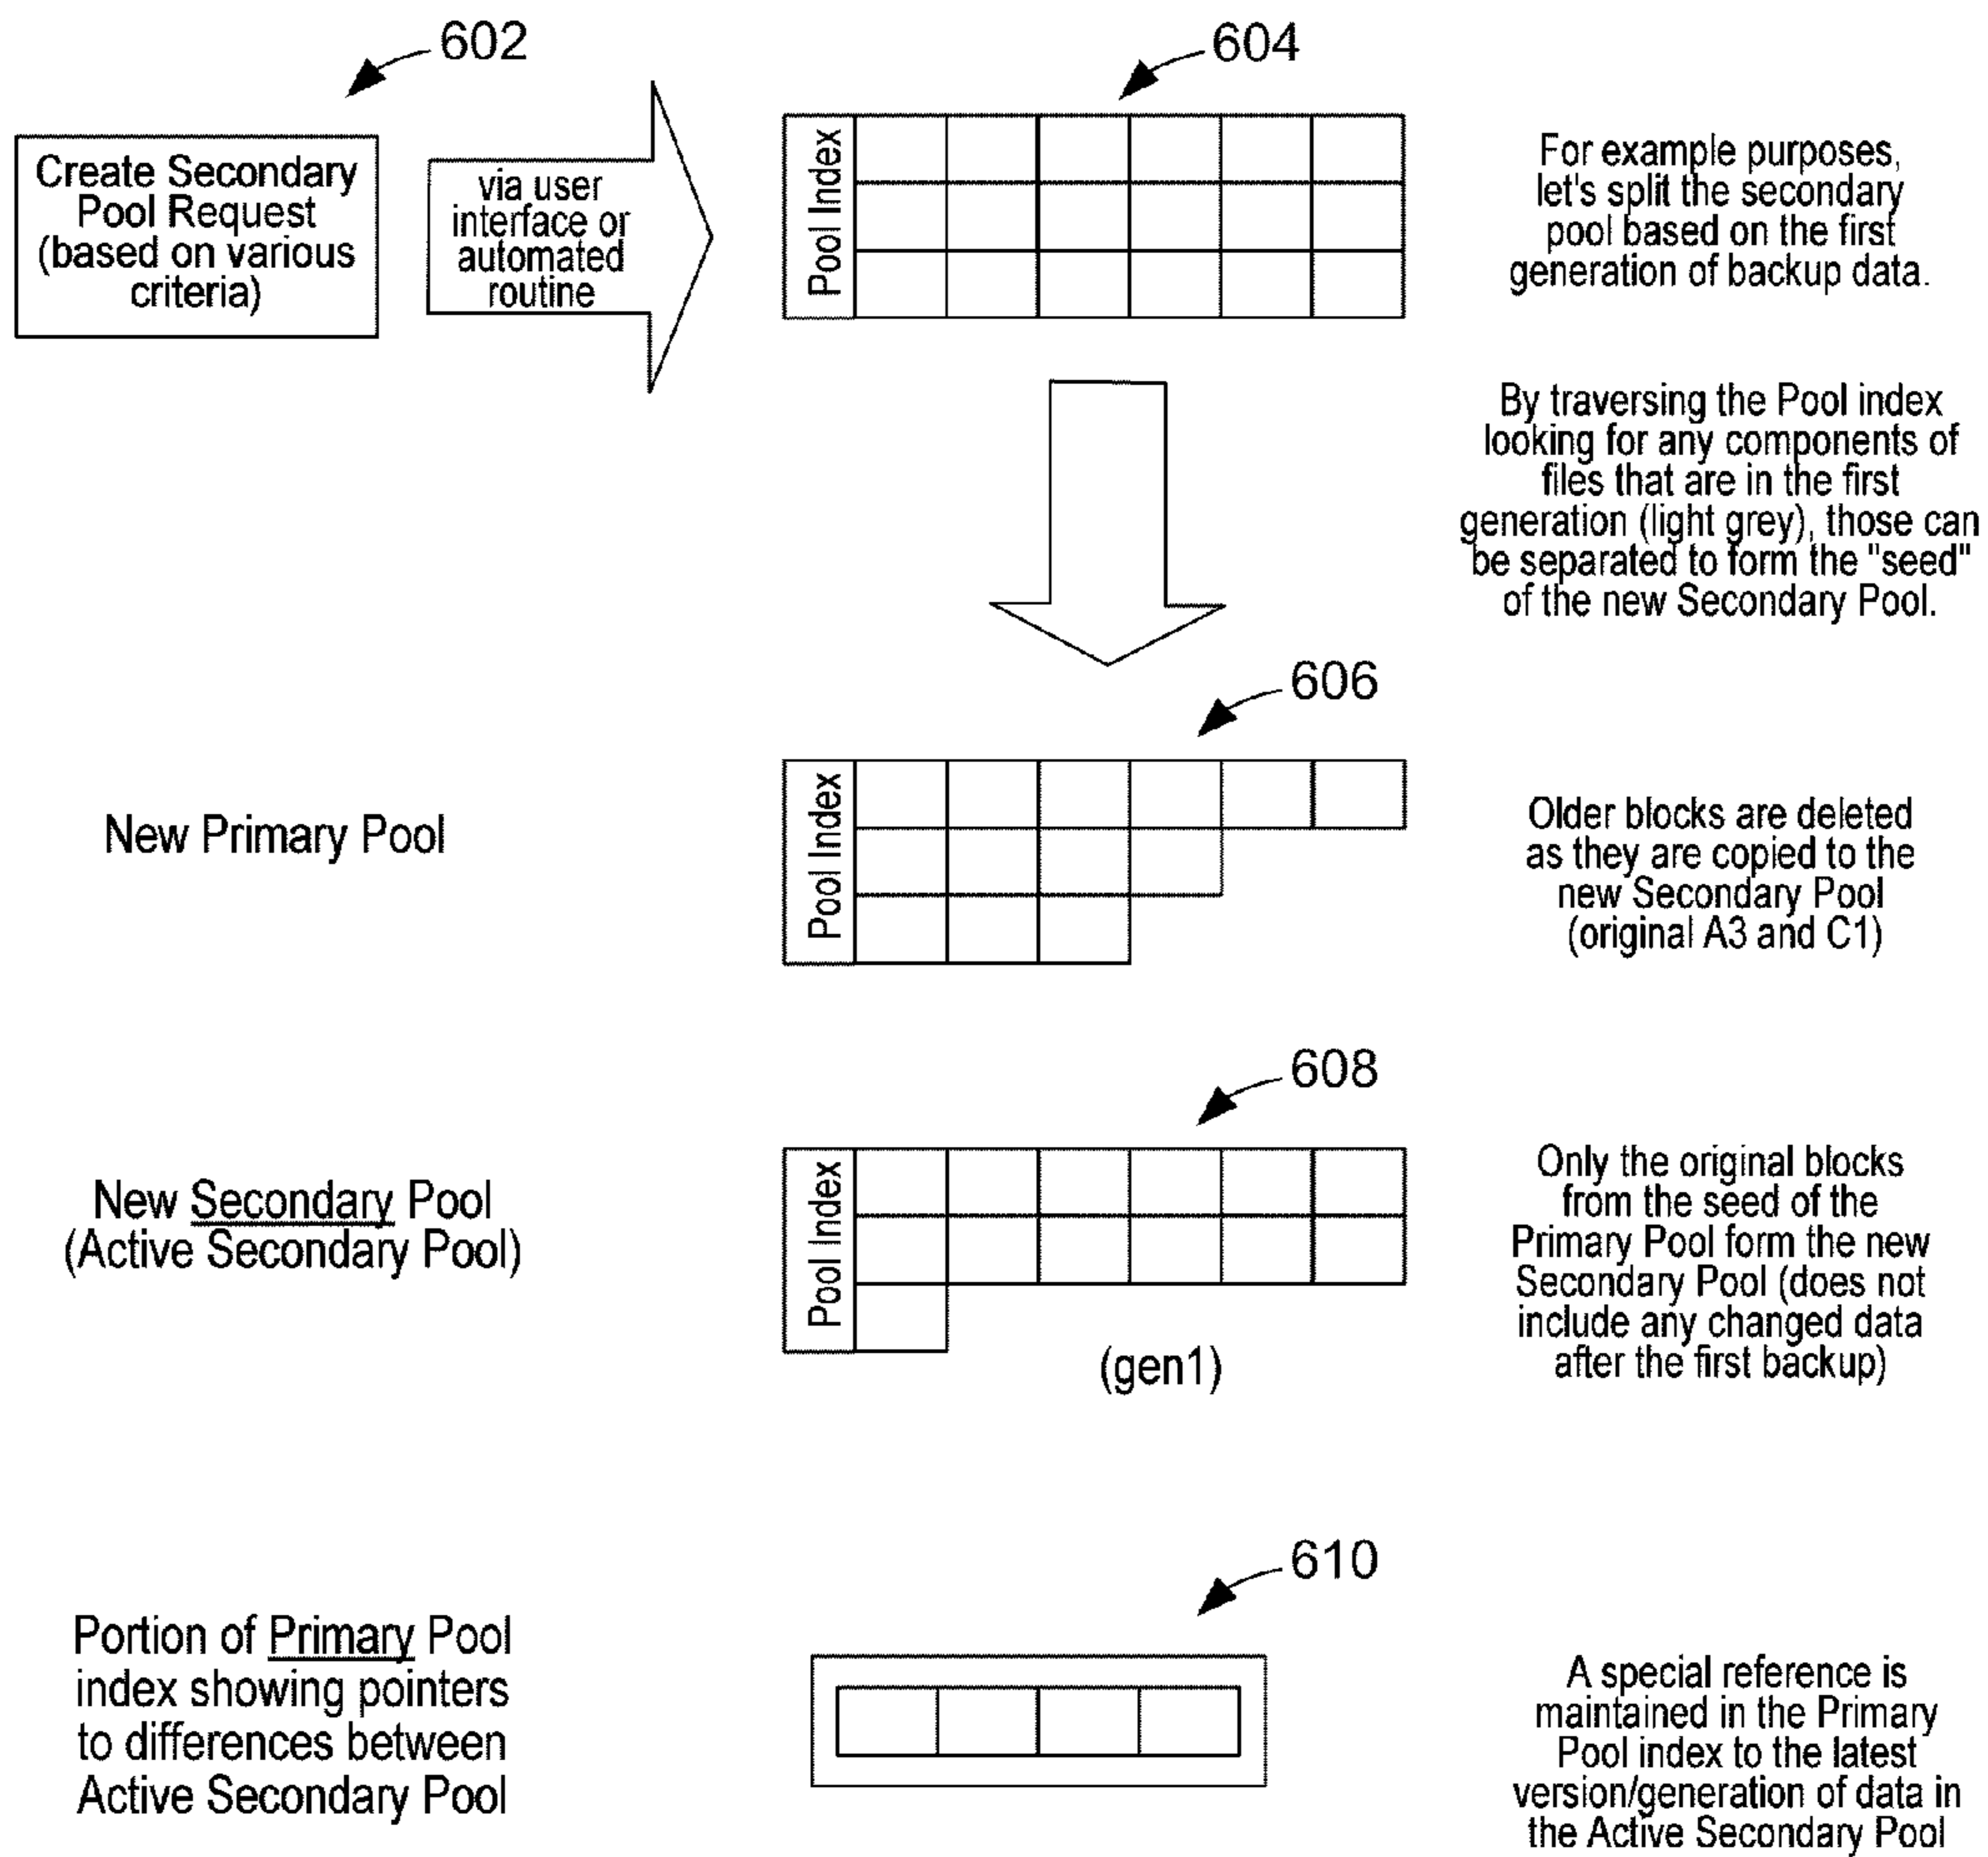 602
Create Secondary
Pool Request
(based on various
criteria)
via user
interface or
automated
routine
604
Pool Index
For example purposes,
let's split the secondary
pool based on the first
generation of backup data.
By traversing the Pool index
looking for any components of
files that are in the first
generation (light grey), those can
be separated to form the "seed"
of the new Secondary Pool.
606
New Primary Pool
Pool Index
Older blocks are deleted
as they are copied to the
new Secondary Pool
(original A3 and C1)
608
New Secondary Pool
(Active Secondary Pool)
Pool Index
(gen1)
Only the original blocks
from the seed of the
Primary Pool form the new
Secondary Pool (does not
include any changed data
after the first backup)
610
Portion of Primary Pool
index showing pointers
to differences between
Active Secondary Pool
A special reference is
maintained in the Primary
Pool index to the latest
version/generation of data in
the Active Secondary Pool